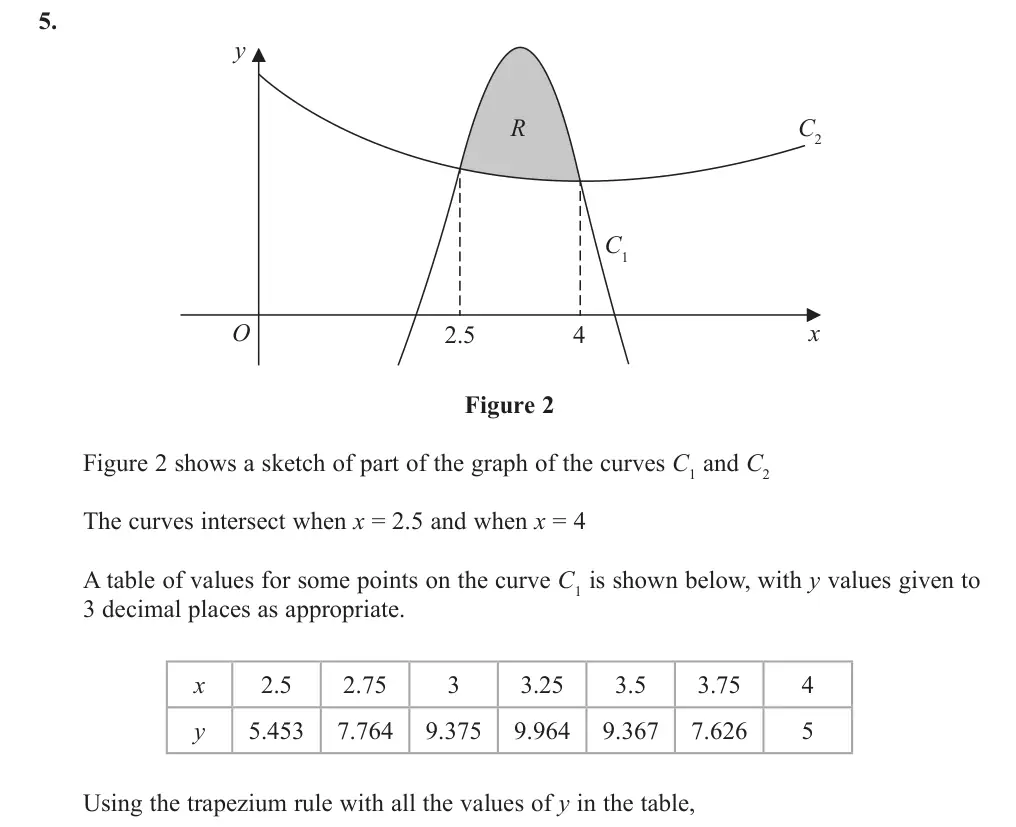 5.
y
R
C₂
C₁
O
2.5
4
x
Figure 2
Figure 2 shows a sketch of part of the graph of the curves C₁ and C₂
The curves intersect when x = 2.5 and when x = 4
A table of values for some points on the curve C₁ is shown below, with y values given to
3 decimal places as appropriate.
x 2.5 2.75 3 3.25 3.5 3.75 4
y 5.453 7.764 9.375 9.964 9.367 7.626 5
Using the trapezium rule with all the values of y in the table,